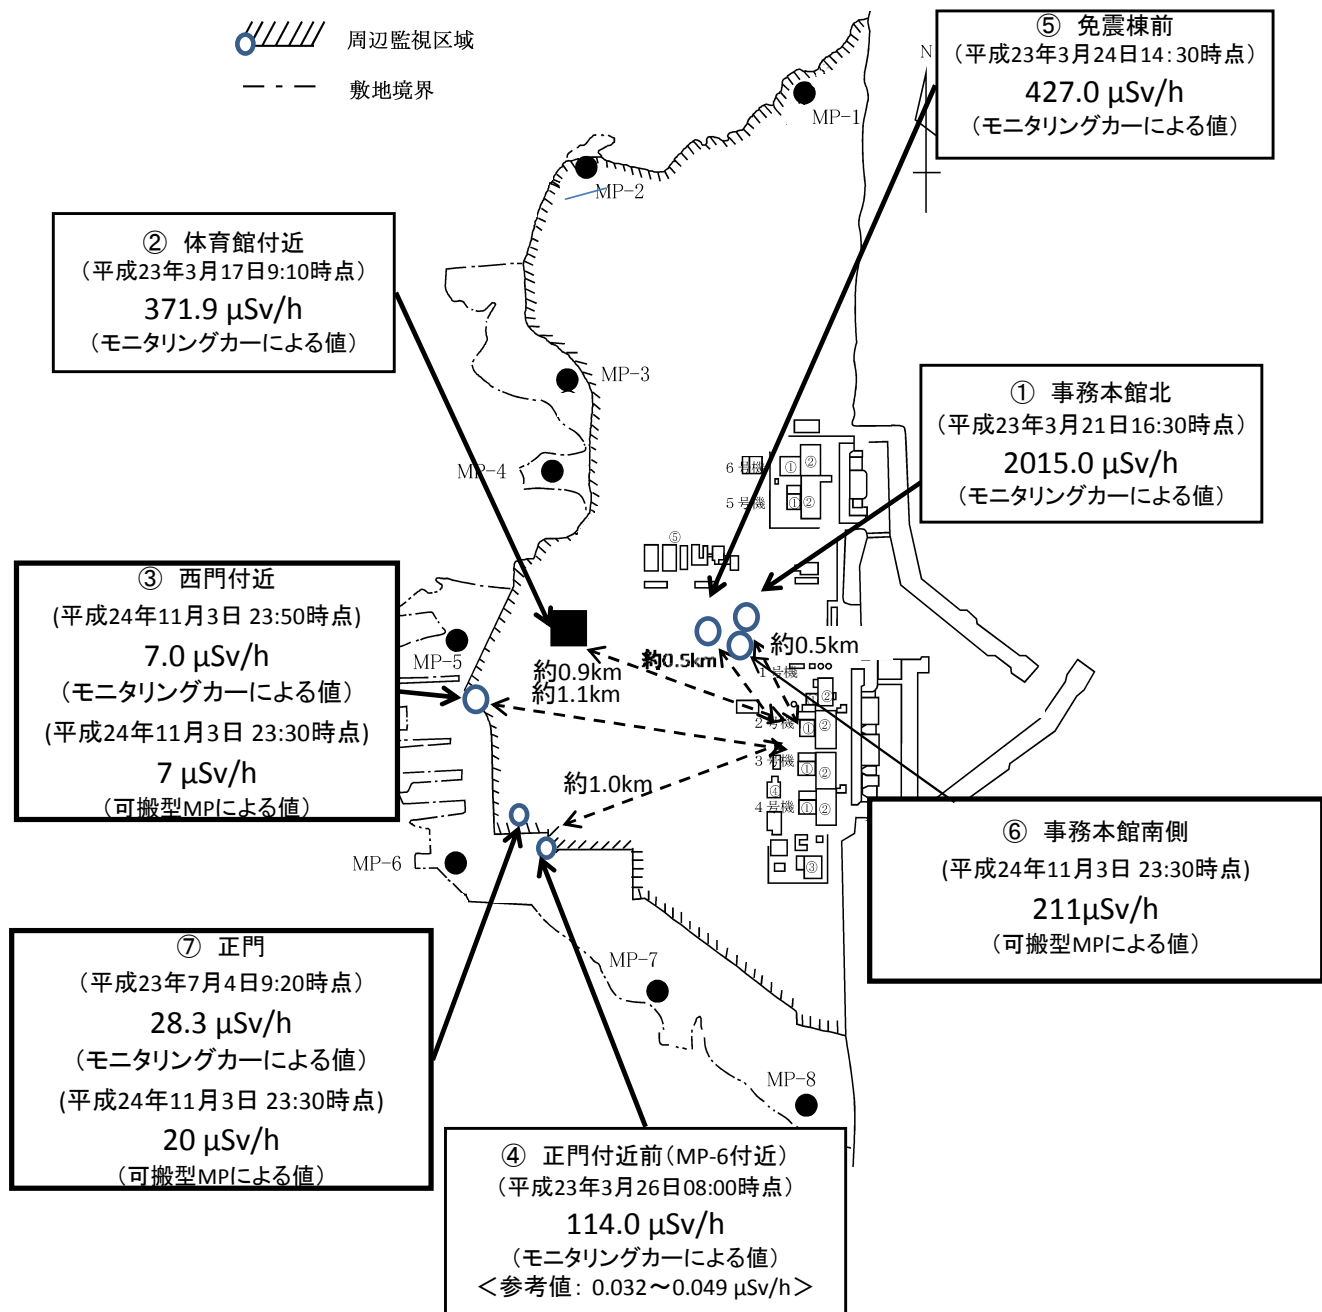 周辺監視区域
敷地境界
⑤ 免震棟前
(平成23年3月24日14:30時点)
427.0 μSv/h
(モニタリングカーによる値)
N
MP-1
MP-2
② 体育館付近
(平成23年3月17日9:10時点)
371.9 μSv/h
(モニタリングカーによる値)
MP-3
① 事務本館北
(平成23年3月21日16:30時点)
2015.0 μSv/h
(モニタリングカーによる値)
MP-4
6号機
①
②
5号機
①
②
⑤
③ 西門付近
(平成24年11月3日 23:50時点)
7.0 μSv/h
(モニタリングカーによる値)
(平成24年11月3日 23:30時点)
7 μSv/h
(可搬型MPによる値)
MP-5
約0.5km
約0.5km
約0.9km
約1.1km
1号機
②
2号機
①
②
3号機
①
②
約1.0km
④
4号機
①
②
③
MP-6
⑥ 事務本館南側
(平成24年11月3日 23:30時点)
211μSv/h
(可搬型MPによる値)
⑦ 正門
(平成23年7月4日9:20時点)
28.3 μSv/h
(モニタリングカーによる値)
(平成24年11月3日 23:30時点)
20 μSv/h
(可搬型MPによる値)
MP-7
MP-8
④ 正門付近前(MP-6付近)
(平成23年3月26日08:00時点)
114.0 μSv/h
(モニタリングカーによる値)
<参考値: 0.032～0.049 μSv/h>